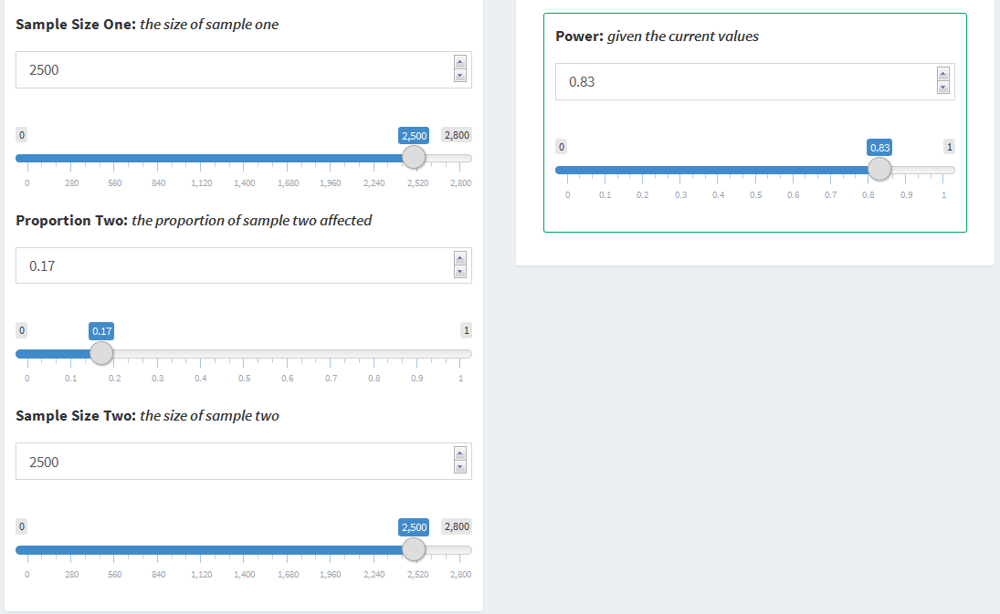 Sample Size One: the size of sample one
2500
0 2,500 2,800
0 280 560 840 1,120 1,400 1,680 1,960 2,240 2,520 2,800
Proportion Two: the proportion of sample two affected
0.17
0 0.17 1
0 0.1 0.2 0.3 0.4 0.5 0.6 0.7 0.8 0.9 1
Sample Size Two: the size of sample two
2500
0 2,500 2,800
0 280 560 840 1,120 1,400 1,680 1,960 2,240 2,520 2,800
Power: given the current values
0.83
0 0.83 1
0 0.1 0.2 0.3 0.4 0.5 0.6 0.7 0.8 0.9 1